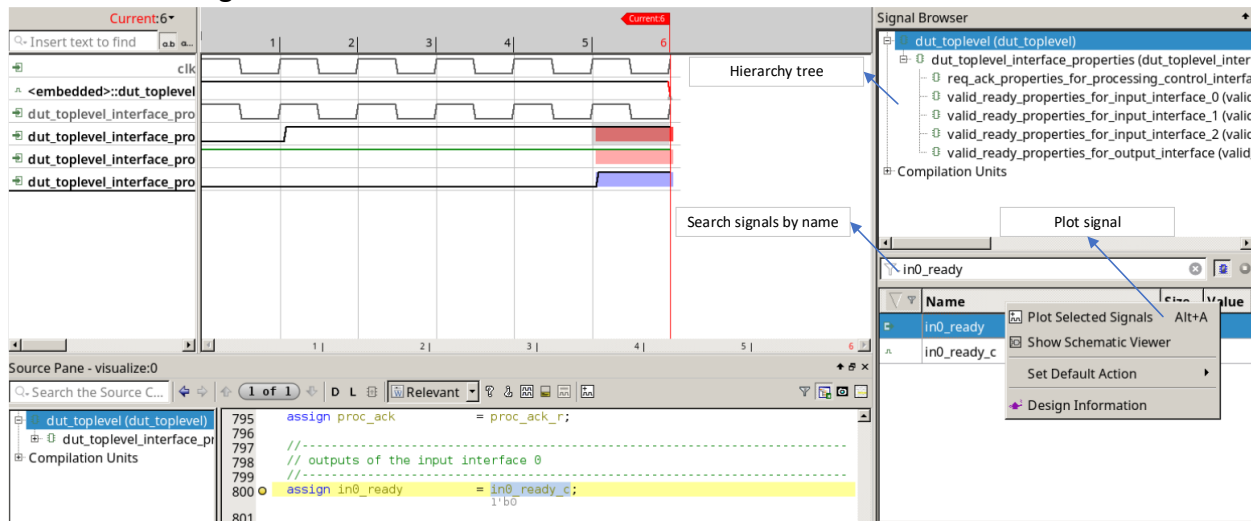 Current:6
Current:6
Insert text to find
1 2 3 4 5 6
clk
<embedded>::dut_toplevel
dut_toplevel_interface_pro
dut_toplevel_interface_pro
dut_toplevel_interface_pro
dut_toplevel_interface_pro
1 2 3 4 5 6
Hierarchy tree
Search signals by name
Plot signal
Signal Browser
dut_toplevel (dut_toplevel)
dut_toplevel_interface_properties (dut_toplevel_inter
req_ack_properties_for_processing_control_interfa
valid_ready_properties_for_input_interface_0 (valid
valid_ready_properties_for_input_interface_1 (valid
valid_ready_properties_for_input_interface_2 (valid
valid_ready_properties_for_output_interface (valid_
Compilation Units
in0_ready
Name Size Value
in0_ready
in0_ready_c
Plot Selected Signals Alt+A
Show Schematic Viewer
Set Default Action
Design Information
Source Pane - visualize:0
Search the Source C...
1 of 1
D L
Relevant
dut_toplevel (dut_toplevel)
dut_toplevel_interface_pr
Compilation Units
795 assign proc_ack = proc_ack_r;
796
797 //--------------------------------------------------------------------------------
798 // outputs of the input interface 0
799 //--------------------------------------------------------------------------------
800 assign in0_ready = in0_ready_c;
1'b0
801